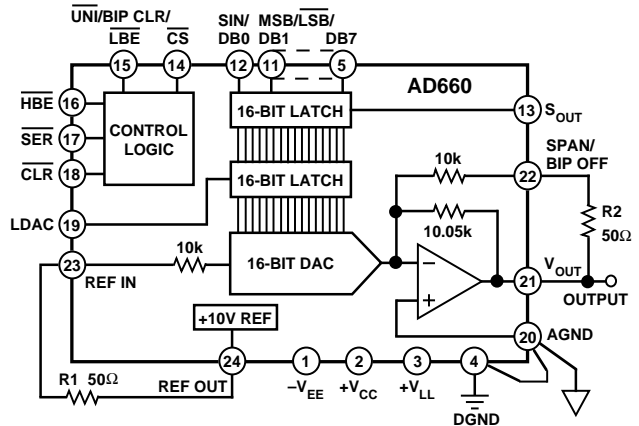 UNI/BIP CLR/
LBE
CS
SIN/
DB0
MSB/LSB/
DB1
DB7
15
14
12
11
5
AD660
HBE
16
SER
17
CLR
18
CONTROL
LOGIC
16-BIT LATCH
13
SOUT
SPAN/
BIP OFF
10k
22
16-BIT LATCH
LDAC
19
10.05k
R2
50Ω
23
REF IN
10k
16-BIT DAC
−
+
21
VOUT
OUTPUT
+10V REF
20
AGND
24
1
2
3
4
R1 50Ω
REF OUT
–VEE
+VCC
+VLL
DGND